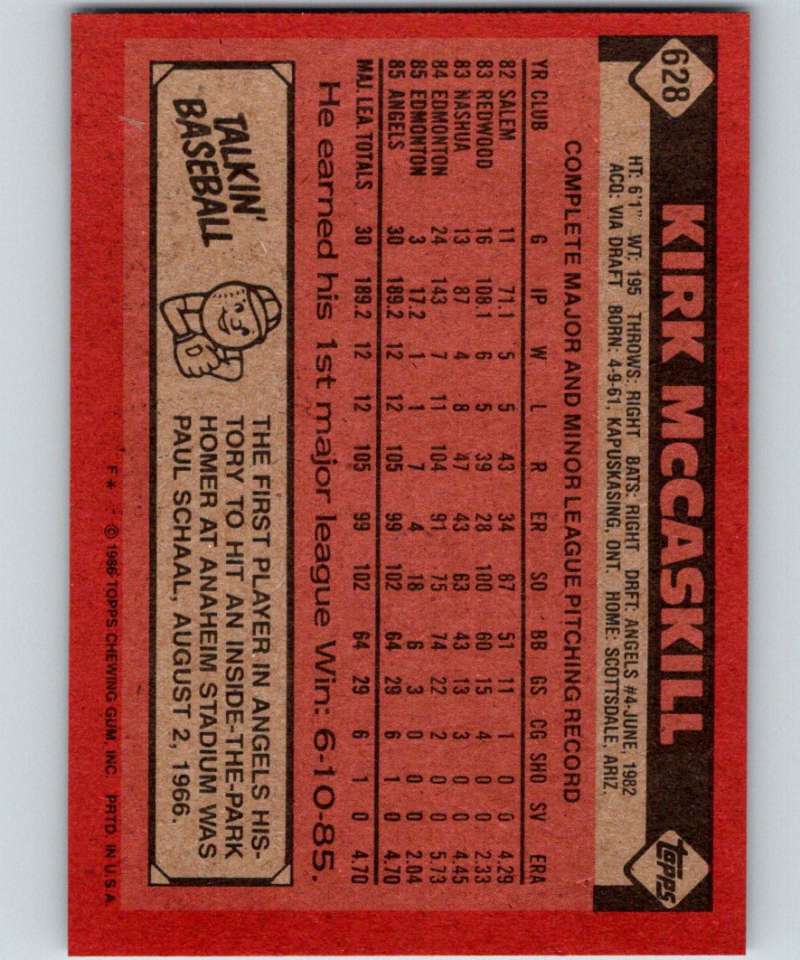 628
KIRK McCASKILL
topps
HT: 6'1" WT: 195 THROWS: RIGHT BATS: RIGHT DRFT: ANGELS #4-JUNE, 1982
ACQ: VIA DRAFT BORN: 4-9-61, KAPUSKASING, ONT. HOME: SCOTTSDALE, ARIZ.
COMPLETE MAJOR AND MINOR LEAGUE PITCHING RECORD
YR CLUB G IP W L R ER SO BB GS CG SHO SV ERA
82 SALEM 11 71.1 5 5 43 34 87 51 11 1 0 0 4.29
83 REDWOOD 16 108.1 6 5 39 28 100 60 15 4 0 0 2.33
83 NASHUA 13 87 4 8 47 43 63 43 13 3 0 0 4.45
84 EDMONTON 24 143 7 11 104 91 75 74 22 2 0 0 5.73
85 EDMONTON 3 17.2 1 1 7 4 18 6 3 0 0 0 2.04
85 ANGELS 30 189.2 12 12 105 99 102 64 29 6 1 0 4.70
MAJ. LEA. TOTALS 30 189.2 12 12 105 99 102 64 29 6 1 0 4.70
He earned his 1st major league Win: 6-10-85.
TALKIN'
BASEBALL
THE FIRST PLAYER IN ANGELS HIS-
TORY TO HIT AN INSIDE-THE-PARK
HOMER AT ANAHEIM STADIUM WAS
PAUL SCHAAL, AUGUST 2, 1966.
F* © 1986 TOPPS CHEWING GUM, INC. PRTD. IN U.S.A.